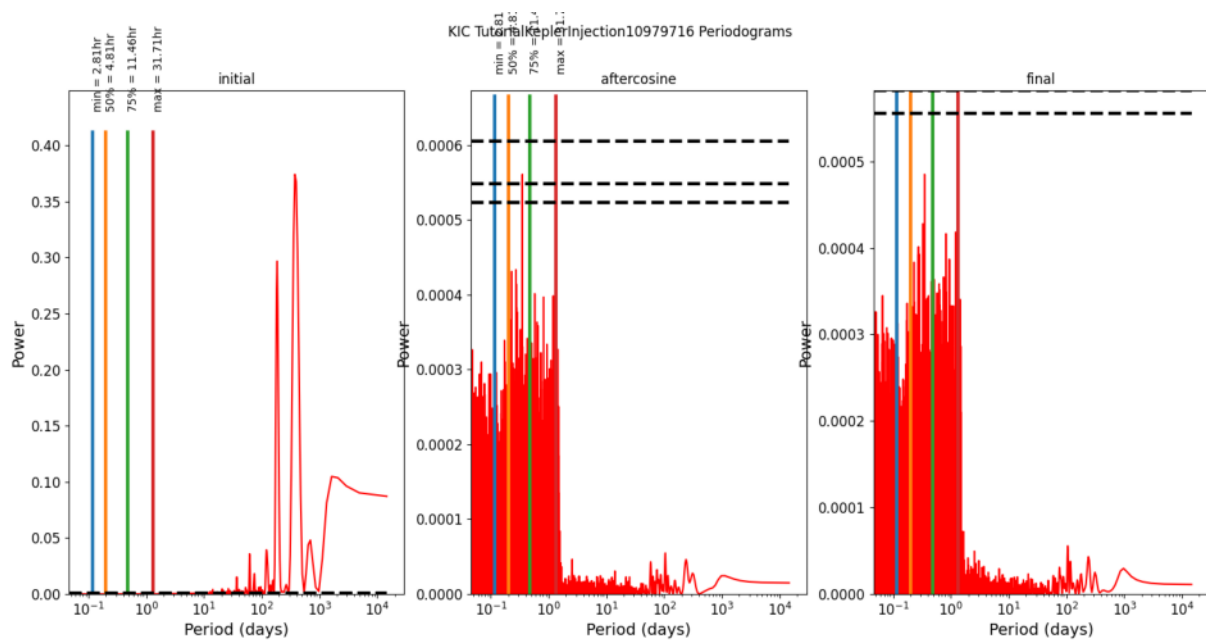 KIC TutorialKeplerInjection10979716 Periodograms
initial
min = 2.81hr
50% = 4.81hr
75% = 11.46hr
max = 31.71hr
Power
0.40
0.35
0.30
0.25
0.20
0.15
0.10
0.05
0.00
10⁻¹ 10⁰ 10¹ 10² 10³ 10⁴
Period (days)
aftercosine
Power
0.0006
0.0005
0.0004
0.0003
0.0002
0.0001
0.0000
10⁻¹ 10⁰ 10¹ 10² 10³ 10⁴
Period (days)
final
Power
0.0005
0.0004
0.0003
0.0002
0.0001
0.0000
10⁻¹ 10⁰ 10¹ 10² 10³ 10⁴
Period (days)